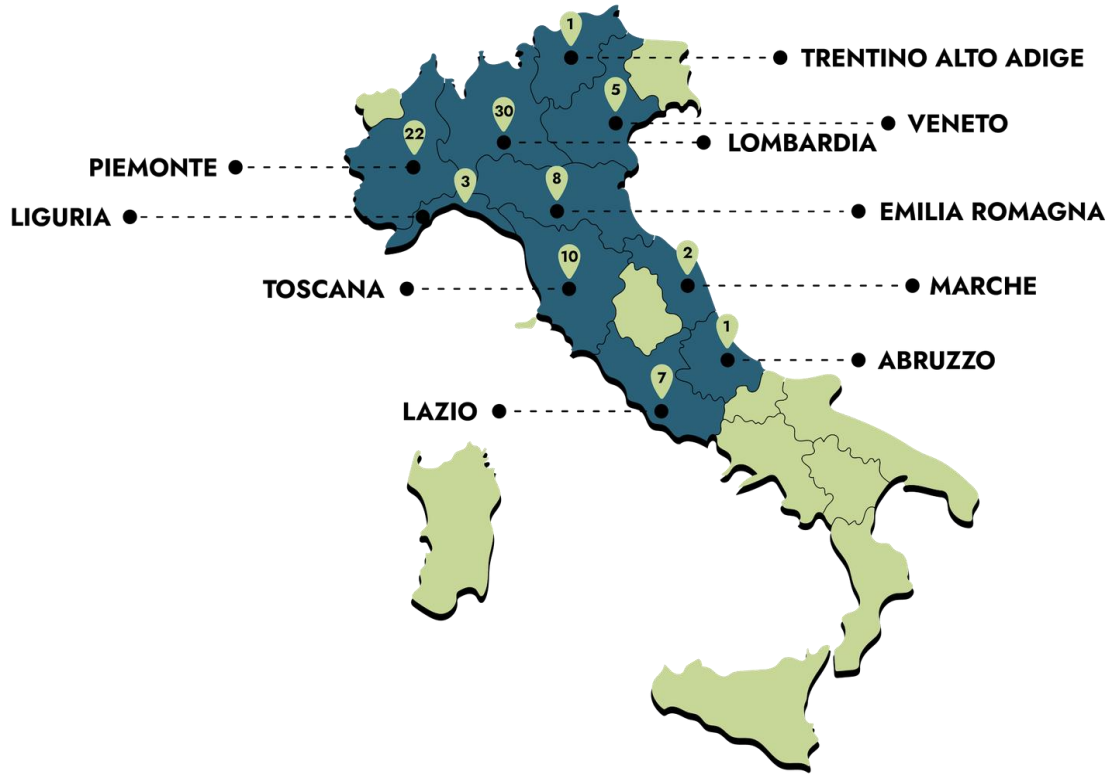 1
TRENTINO ALTO ADIGE
5
VENETO
30
LOMBARDIA
22
PIEMONTE
3
LIGURIA
8
EMILIA ROMAGNA
10
TOSCANA
2
MARCHE
1
ABRUZZO
7
LAZIO